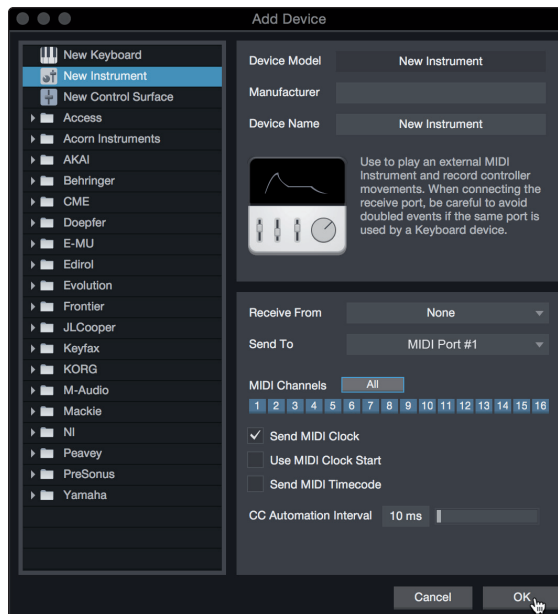 Add Device
New Keyboard
New Instrument
New Control Surface
Access
Acorn Instruments
AKAI
Behringer
CME
Doepfer
E-MU
Edirol
Evolution
Frontier
JLCooper
Keyfax
KORG
M-Audio
Mackie
NI
Peavey
PreSonus
Yamaha
Device Model New Instrument
Manufacturer
Device Name New Instrument
Use to play an external MIDI
Instrument and record controller
movements. When connecting the
receive port, be careful to avoid
doubled events if the same port is
used by a Keyboard device.
Receive From None
Send To MIDI Port #1
MIDI Channels All
1 2 3 4 5 6 7 8 9 10 11 12 13 14 15 16
Send MIDI Clock
Use MIDI Clock Start
Send MIDI Timecode
CC Automation Interval 10 ms
Cancel OK